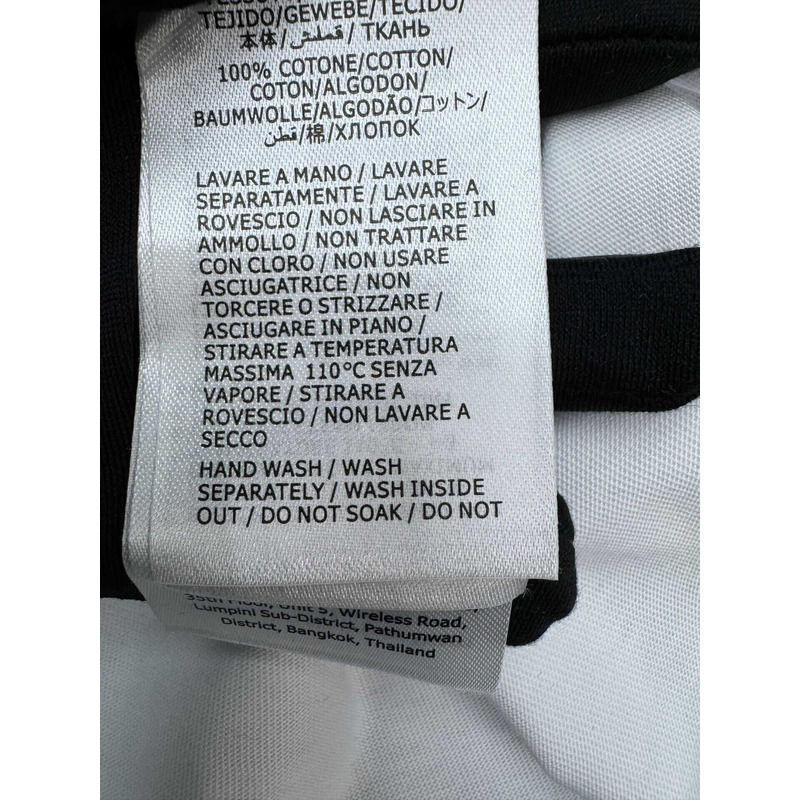 TEJIDO/GEWEBE/TECIDO/
本体/قماش/ТКАНЬ
100% COTONE/COTTON/
COTON/ALGODON/
BAUMWOLLE/ALGODÃO/コットン/
قطن/棉/ХЛОПОК
LAVARE A MANO / LAVARE
SEPARATAMENTE / LAVARE A
ROVESCIO / NON LASCIARE IN
AMMOLLO / NON TRATTARE
CON CLORO / NON USARE
ASCIUGATRICE / NON
TORCERE O STRIZZARE /
ASCIUGARE IN PIANO /
STIRARE A TEMPERATURA
MASSIMA 110°C SENZA
VAPORE / STIRARE A
ROVESCIO / NON LAVARE A
SECCO
HAND WASH / WASH
SEPARATELY / WASH INSIDE
OUT / DO NOT SOAK / DO NOT
35th Floor, Unit 5, Wireless Road,
Lumpini Sub-District, Pathumwan
District, Bangkok, Thailand